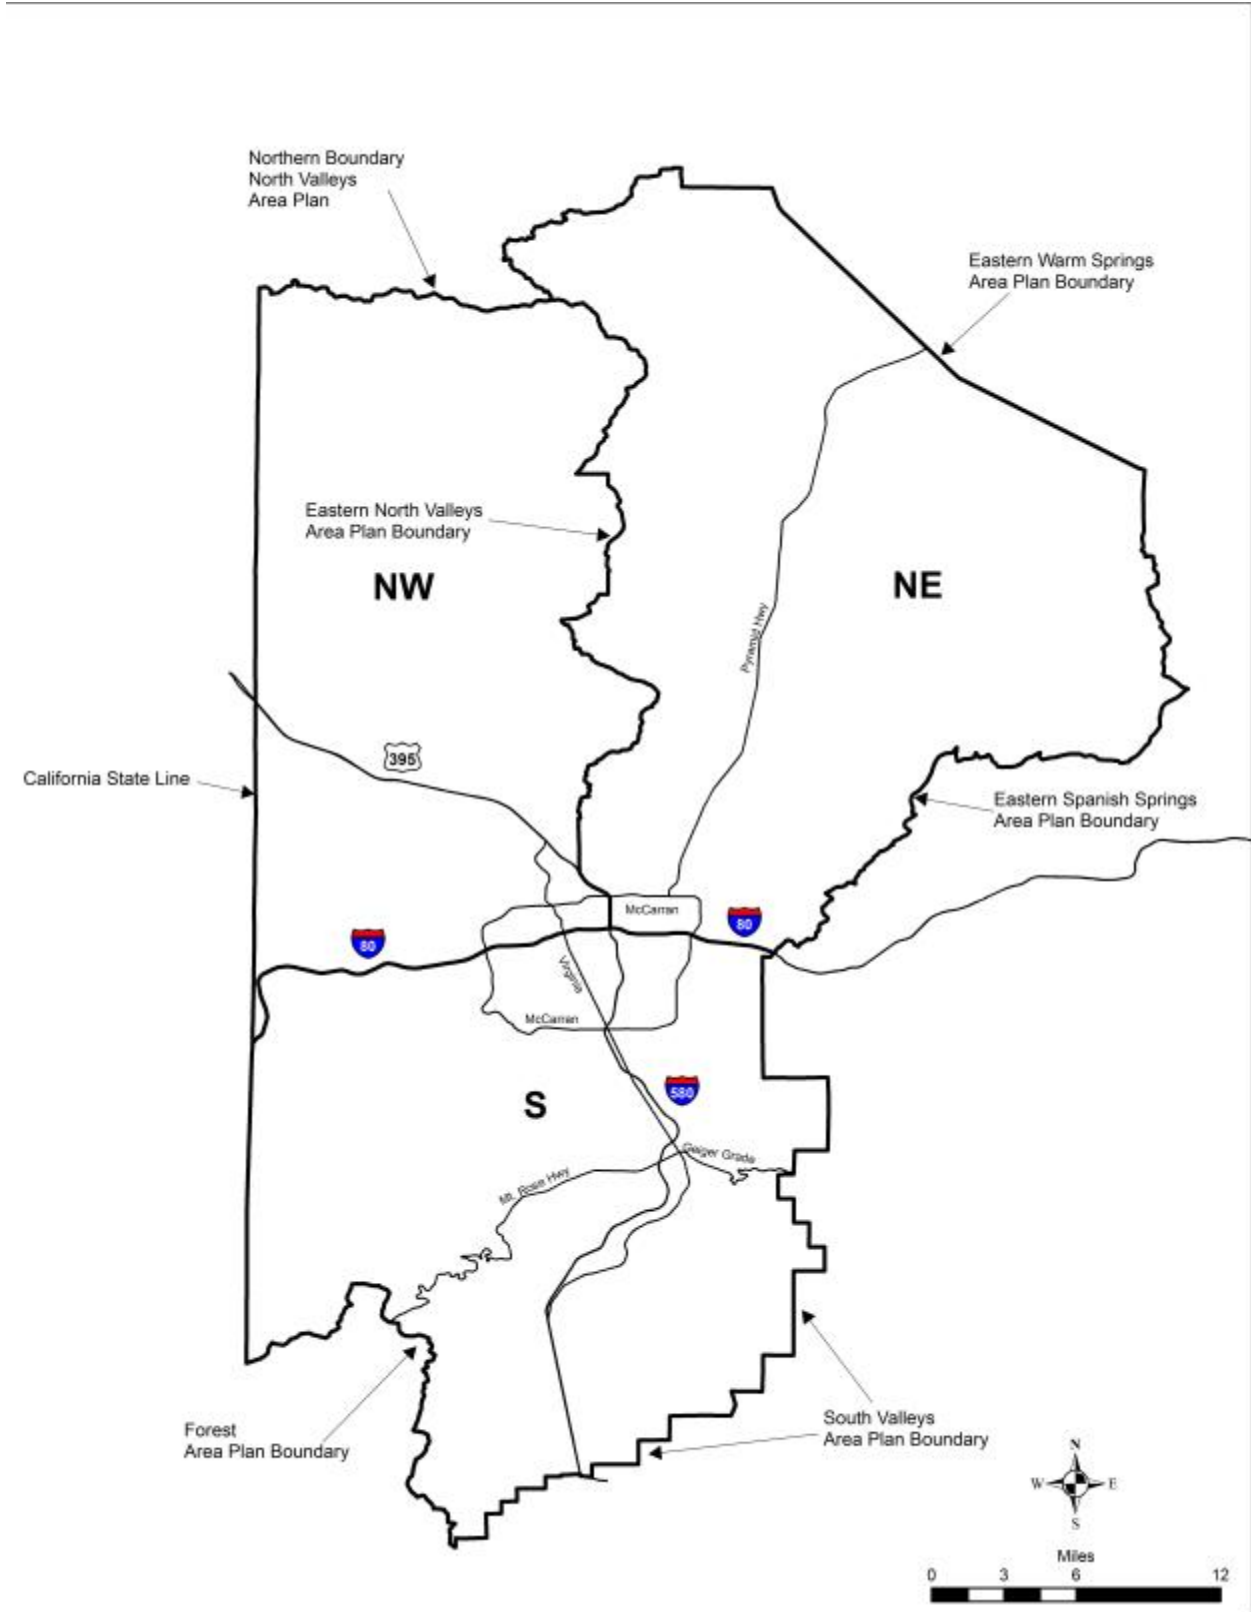 Northern Boundary
North Valleys
Area Plan
Eastern Warm Springs
Area Plan Boundary
Eastern North Valleys
Area Plan Boundary
NW
NE
Pyramid Hwy
395
California State Line
Eastern Spanish Springs
Area Plan Boundary
McCarran
80
80
Virginia
McCarran
580
S
Geiger Grade
Mt. Rose Hwy
South Valleys
Area Plan Boundary
Forest
Area Plan Boundary
N
W E
S
Miles
0 3 6 12